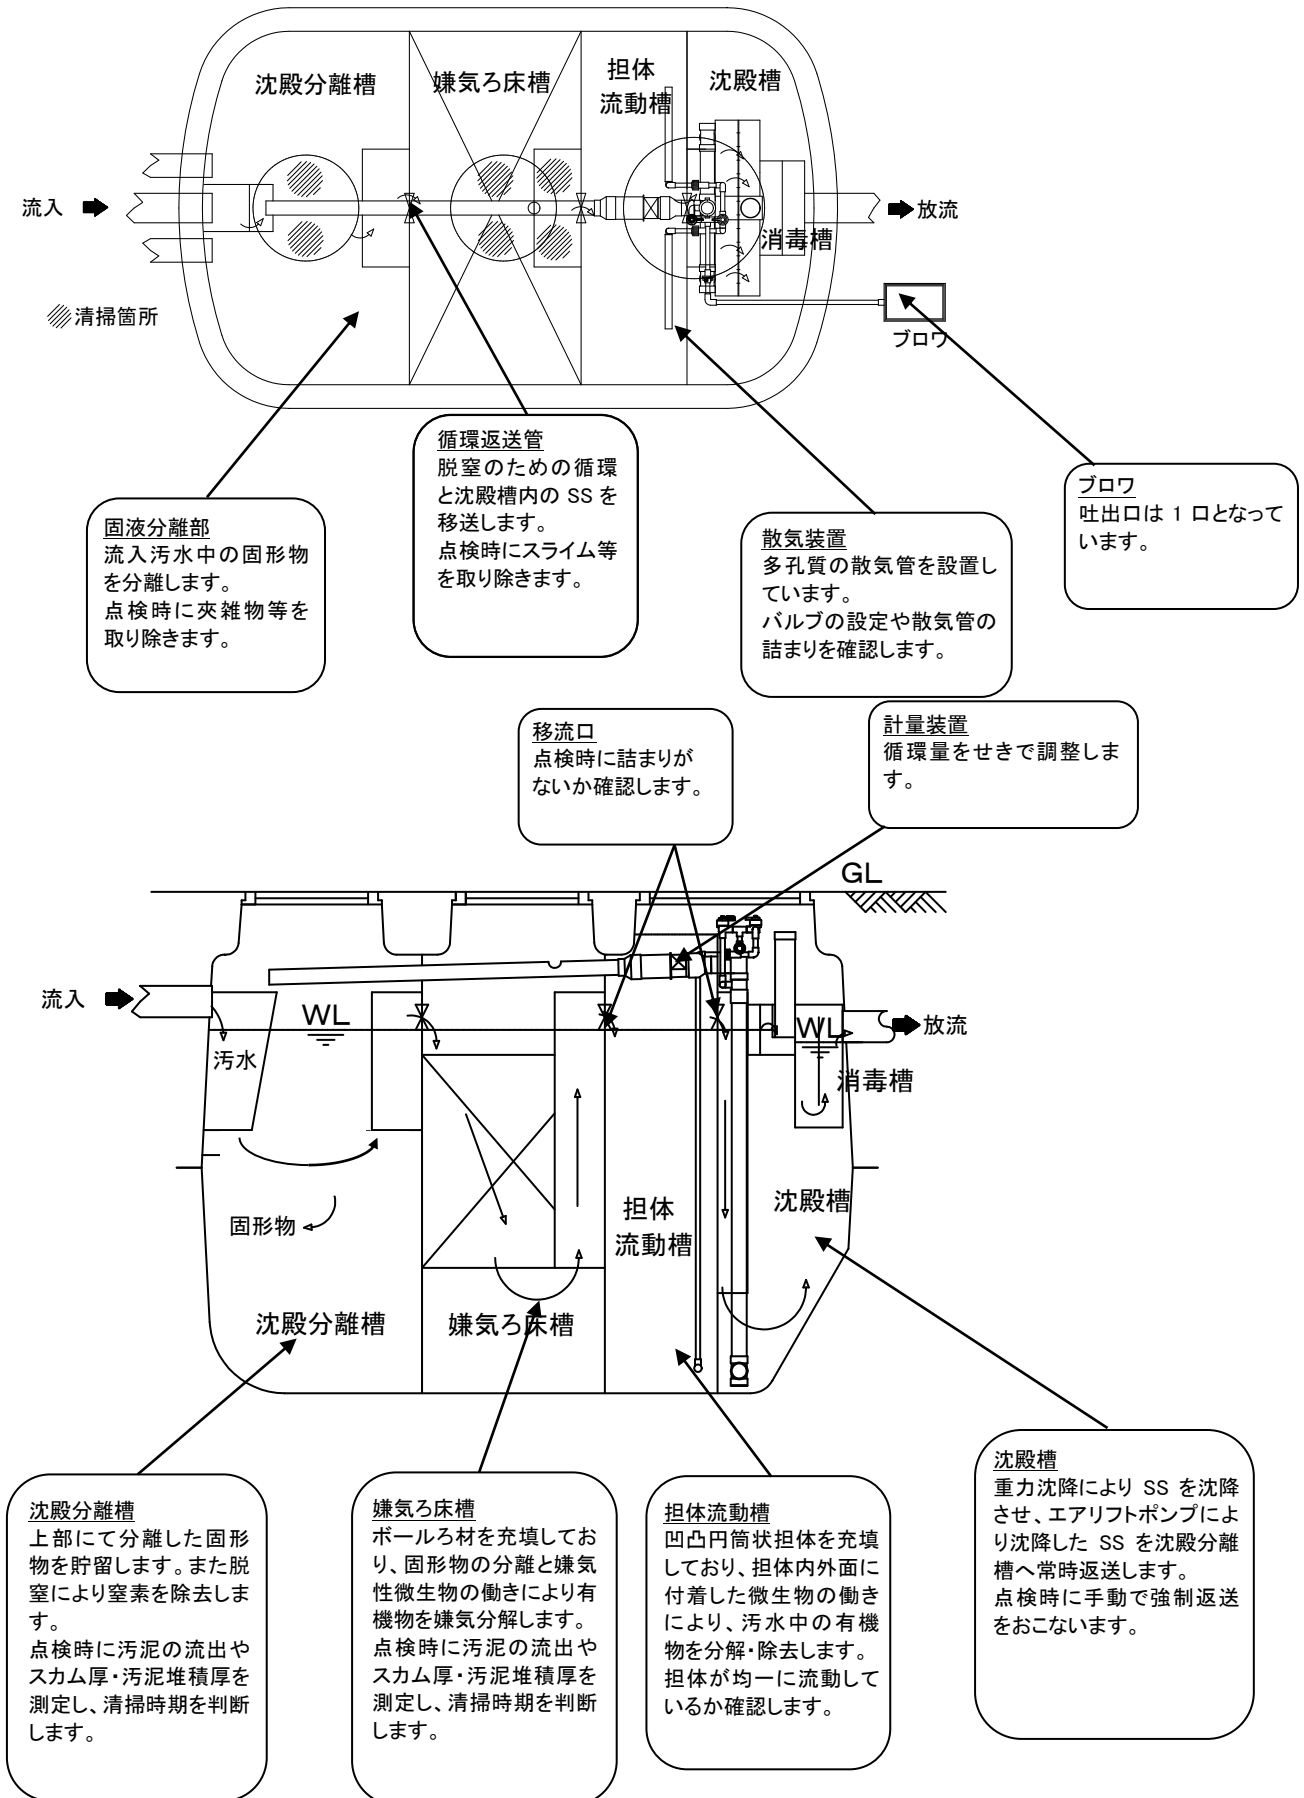 沈殿分離槽
嫌気ろ床槽
担体
流動槽
沈殿槽
流入
放流
消毒槽
清掃箇所
ブロワ
循環返送管
脱窒のための循環
と沈殿槽内の SS を
移送します。
点検時にスライム等
を取り除きます。
ブロワ
吐出口は 1 口となって
います。
固液分離部
流入汚水中の固形物
を分離します。
点検時に夾雑物等を
取り除きます。
散気装置
多孔質の散気管を設置し
ています。
バルブの設定や散気管の
詰まりを確認します。
移流口
点検時に詰まりが
ないか確認します。
計量装置
循環量をせきで調整しま
す。
GL
流入
WL
WL
放流
汚水
消毒槽
固形物
担体
流動槽
沈殿槽
沈殿分離槽
嫌気ろ床槽
沈殿分離槽
上部にて分離した固形
物を貯留します。また脱
窒により窒素を除去しま
す。
点検時に汚泥の流出や
スカム厚・汚泥堆積厚を
測定し、清掃時期を判断
します。
嫌気ろ床槽
ボールろ材を充填してお
り、固形物の分離と嫌気
性微生物の働きにより有
機物を嫌気分解します。
点検時に汚泥の流出や
スカム厚・汚泥堆積厚を
測定し、清掃時期を判断
します。
担体流動槽
凹凸円筒状担体を充填
しており、担体内外面に
付着した微生物の働き
により、汚水中の有機
物を分解・除去します。
担体が均一に流動して
いるか確認します。
沈殿槽
重力沈降により SS を沈降
させ、エアリフトポンプによ
り沈降した SS を沈殿分離
槽へ常時返送します。
点検時に手動で強制返送
をおこないます。